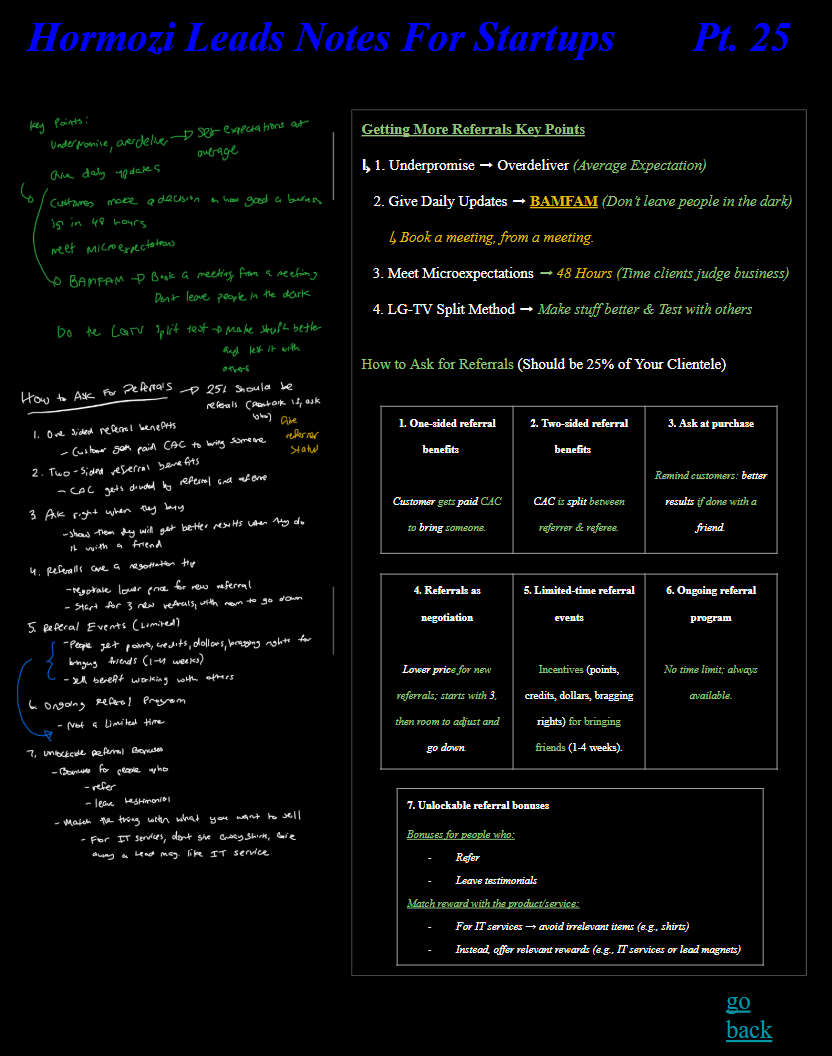 Hormozi Leads Notes For Startups Pt. 25
Key Points:
Underpromise, overdeliver → Set expectations at
average
Give daily updates
Customers make a decision on how good a business
is in 48 hours
Meet Microexpectations
BAMFAM → Book a meeting, from a meeting
Dont leave people in the dark
Do the LGTV split test → Make stuff better
and test it with
others
How to Ask For Referrals → 25% Should be
referrals
ask
who)
Give
referrer
Status
1. One sided referral benefits
- Customer gets paid CAC to bring someone
2. Two-Sided referral benefits
- CAC gets divided by referral and referee
3. Ask right when they buy
- Show them they will get better results when they do
it with a friend
4. Referalls are a negotiation tip
- negotiate lower price for new referral
- Start for 3 new referrals, with room to go down
5. Referal Events (Limited)
- People get points, credits, dollars, bragging rights for
bringing friends (1-4 weeks)
- Sell benefit working with others
6. Ongoing Referal Program
- Not a limited time
7. Unlockable Referral Bonuses
- Bonuses for people who
- refer
- leave testimonial
- Match the thing with what you want to sell
- For IT services, dont give crazy shirts, Give
away a Lead mag. like IT service
Getting More Referrals Key Points
↳ 1. Underpromise → Overdeliver (Average Expectation)
2. Give Daily Updates → BAMFAM (Don't leave people in the dark)
↳ Book a meeting, from a meeting.
3. Meet Microexpectations → 48 Hours (Time clients judge business)
4. LG-TV Split Method → Make stuff better & Test with others
How to Ask for Referrals (Should be 25% of Your Clientele)
1. One-sided referral
benefits
Customer gets paid CAC
to bring someone.
2. Two-sided referral
benefits
CAC is split between
referrer & referee.
3. Ask at purchase
Remind customers: better
results if done with a
friend.
4. Referrals as
negotiation
Lower price for new
referrals; starts with 3,
then room to adjust and
go down.
5. Limited-time referral
events
Incentives (points,
credits, dollars, bragging
rights) for bringing
friends (1-4 weeks).
6. Ongoing referral
program
No time limit; always
available.
7. Unlockable referral bonuses
Bonuses for people who:
- Refer
- Leave testimonials
Match reward with the product/service:
- For IT services → avoid irrelevant items (e.g., shirts)
- Instead, offer relevant rewards (e.g., IT services or lead magnets)
go
back